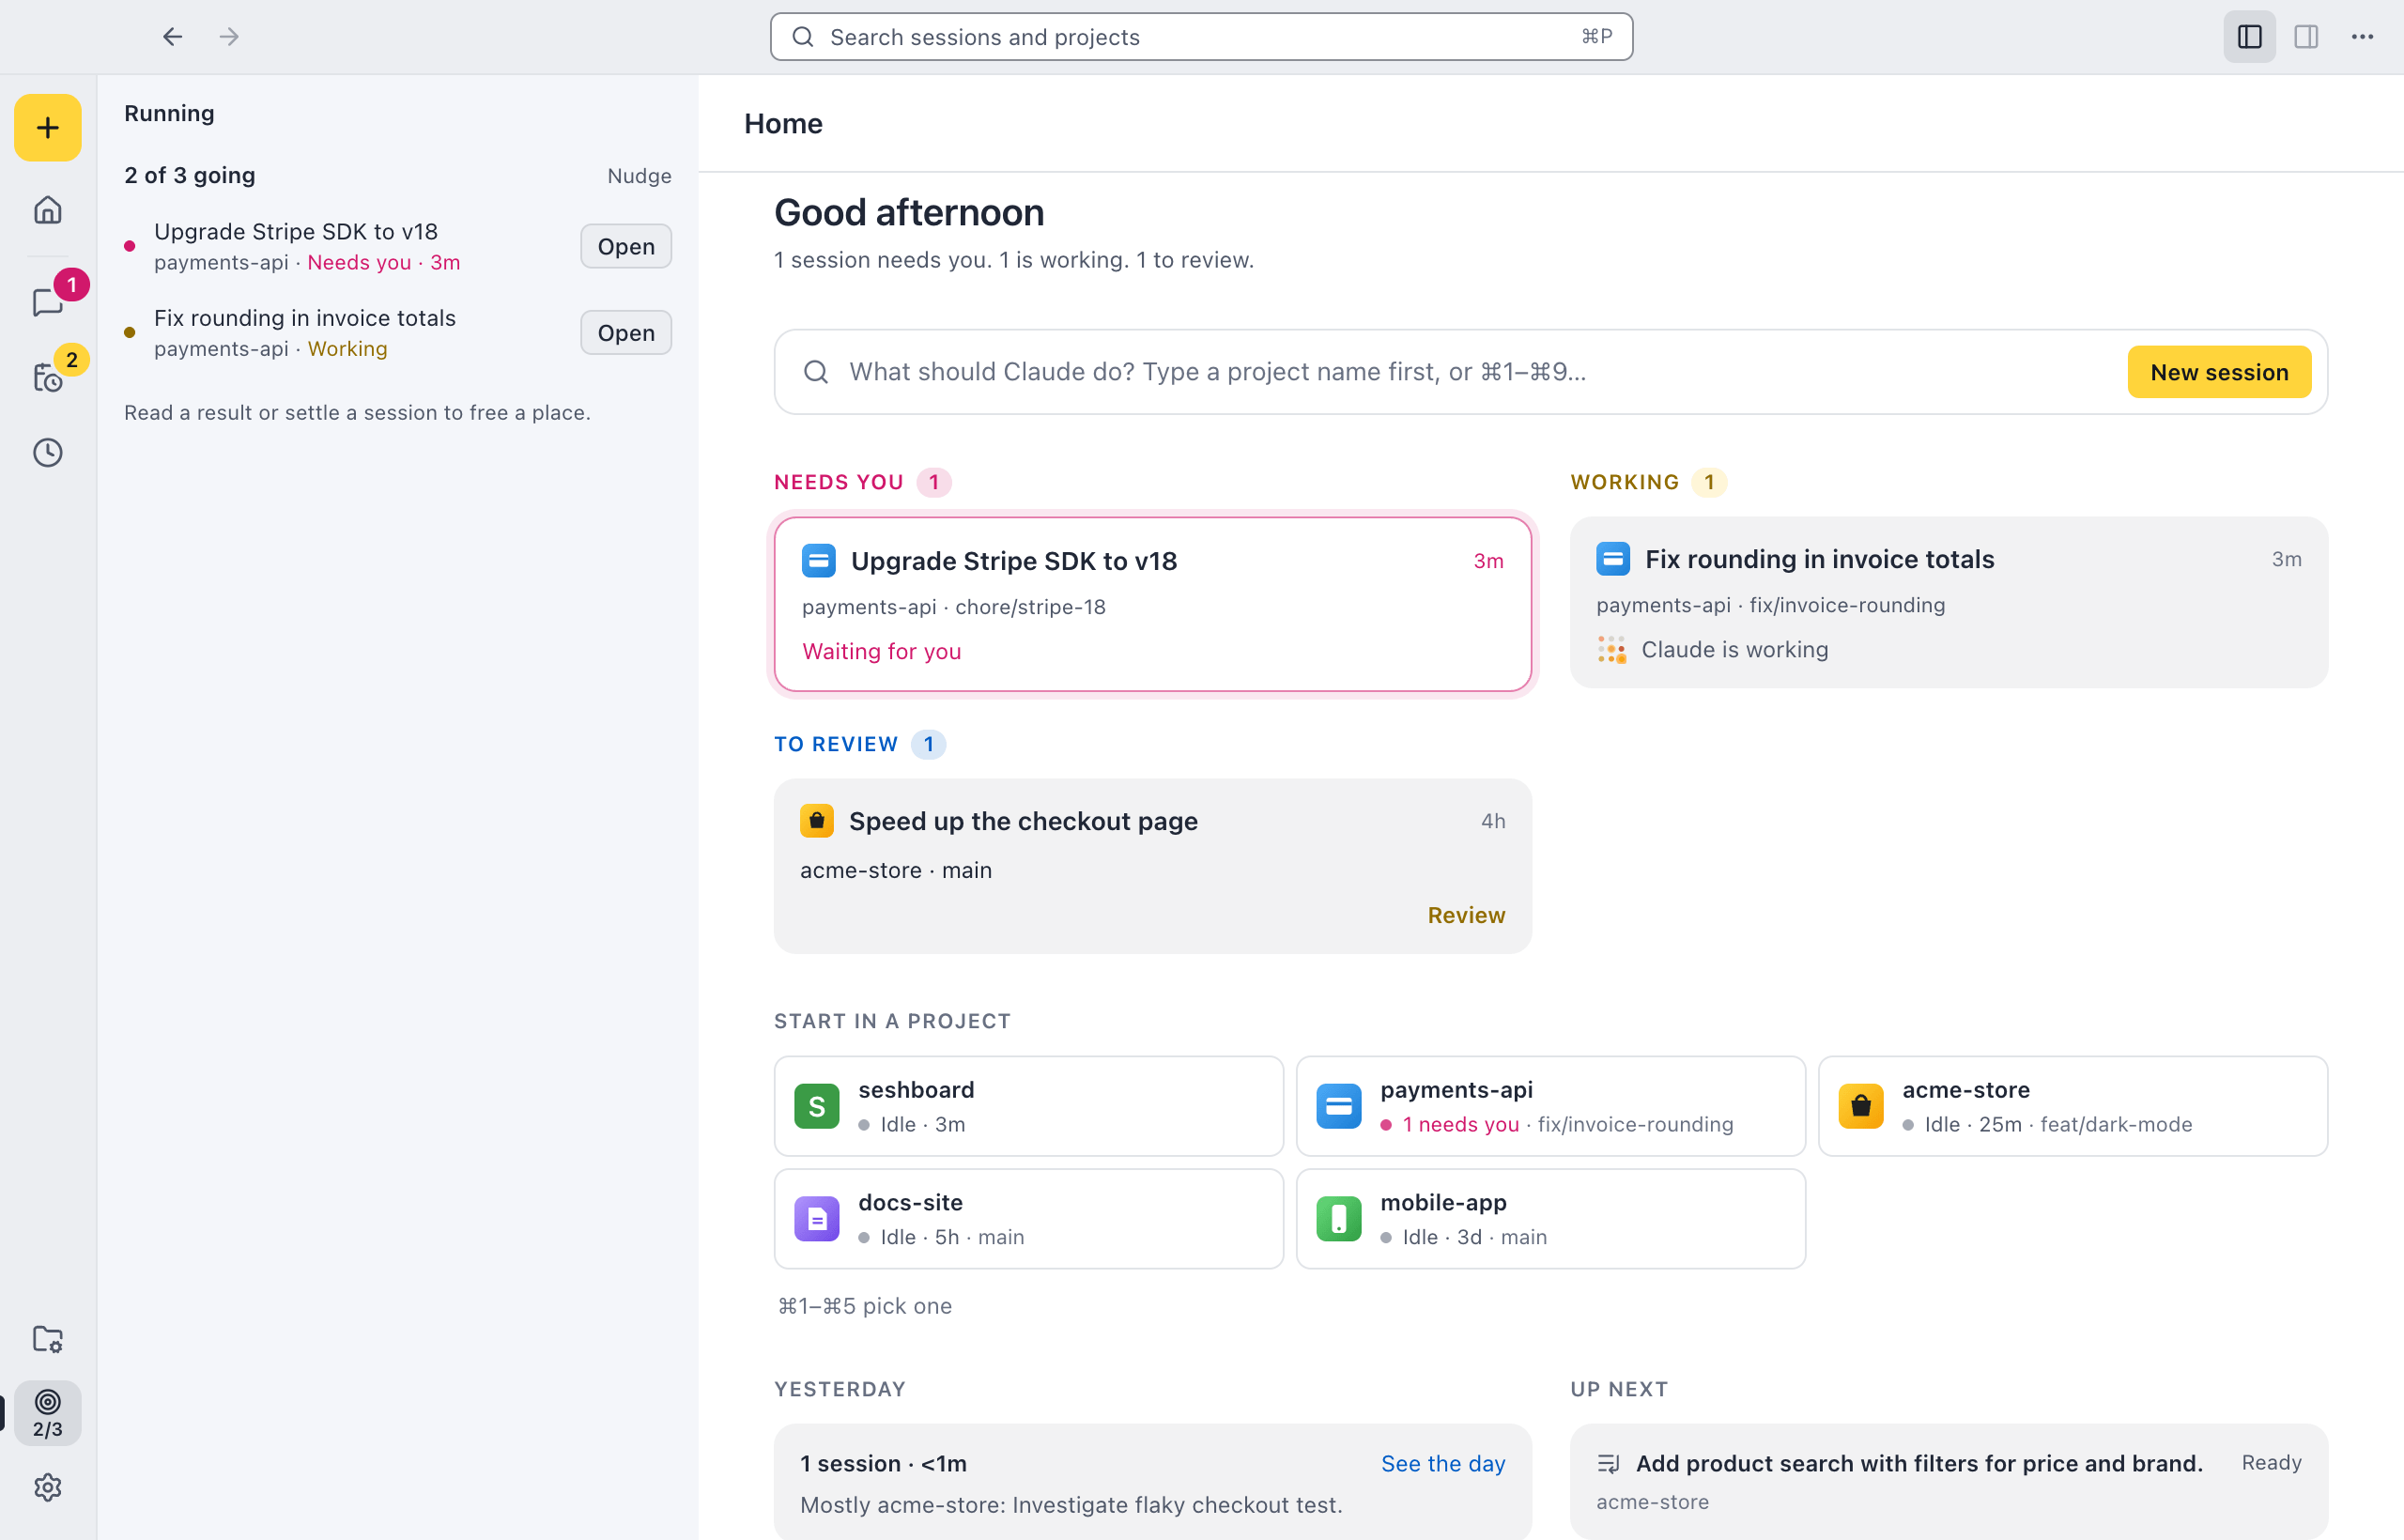 Search sessions and projects
⌘P
Running
2 of 3 going
Nudge
Upgrade Stripe SDK to v18
payments-api · Needs you · 3m
Open
Fix rounding in invoice totals
payments-api · Working
Open
Read a result or settle a session to free a place.
1
2
2/3
Home
Good afternoon
1 session needs you. 1 is working. 1 to review.
What should Claude do? Type a project name first, or ⌘1–⌘9...
New session
NEEDS YOU 1
Upgrade Stripe SDK to v18
3m
payments-api · chore/stripe-18
Waiting for you
WORKING 1
Fix rounding in invoice totals
3m
payments-api · fix/invoice-rounding
Claude is working
TO REVIEW 1
Speed up the checkout page
4h
acme-store · main
Review
START IN A PROJECT
S
seshboard
Idle · 3m
payments-api
1 needs you · fix/invoice-rounding
acme-store
Idle · 25m · feat/dark-mode
docs-site
Idle · 5h · main
mobile-app
Idle · 3d · main
⌘1–⌘5 pick one
YESTERDAY
1 session · <1m
See the day
Mostly acme-store: Investigate flaky checkout test.
UP NEXT
Add product search with filters for price and brand.
Ready
acme-store